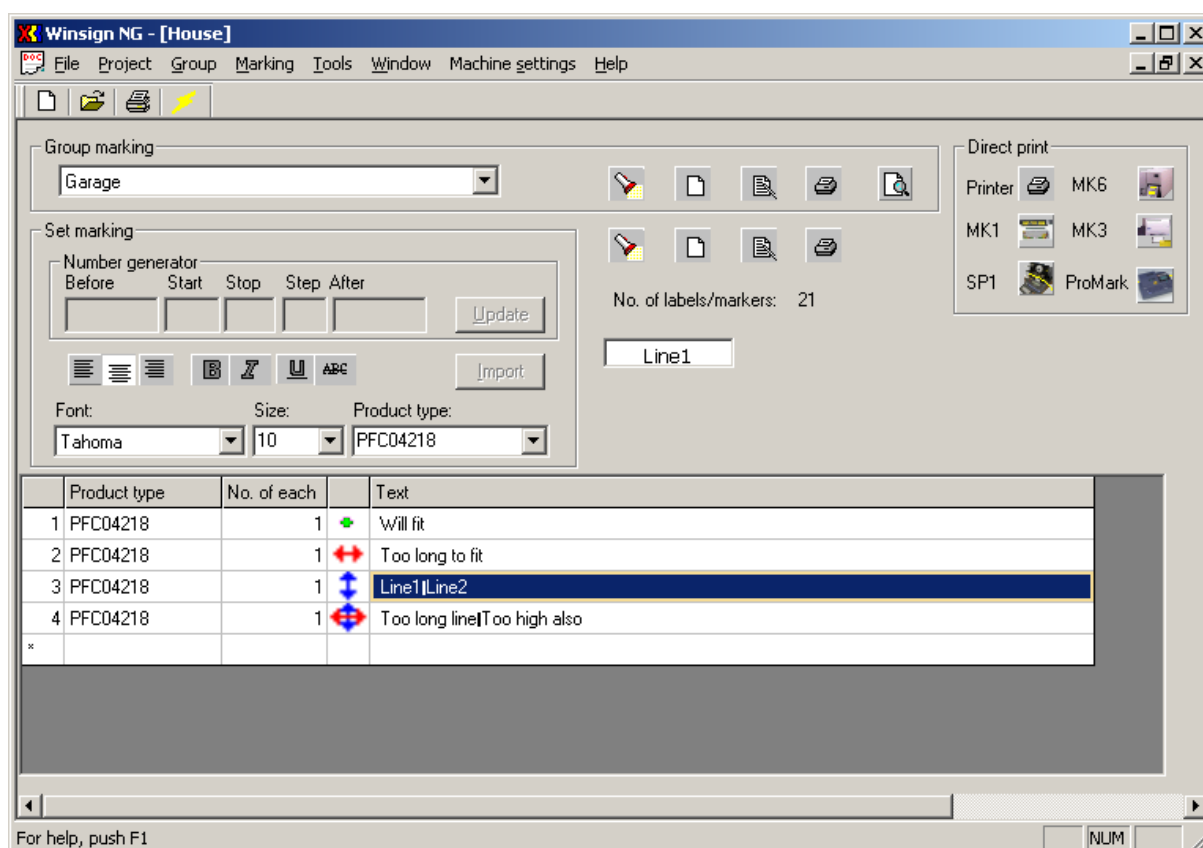 Winsign NG - [House]
File Project Group Marking Tools Window Machine settings Help
Group marking
Garage
Direct print
Printer MK6
MK1 MK3
SP1 ProMark
Set marking
Number generator
Before Start Stop Step After
Update
No. of labels/markers: 21
B I U ABC
Import
Line1
Font: Size: Product type:
Tahoma 10 PFC04218
Product type No. of each Text
1 PFC04218 1 Will fit
2 PFC04218 1 Too long to fit
3 PFC04218 1 Line1|Line2
4 PFC04218 1 Too long line|Too high also
*
For help, push F1 NUM